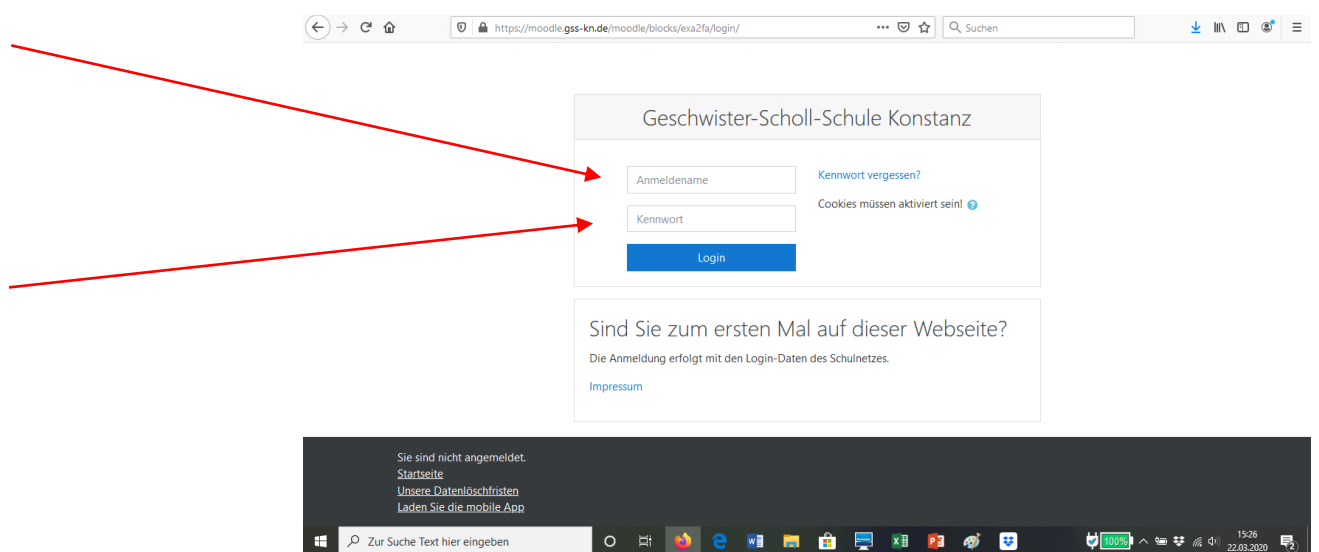 https://moodle.gss-kn.de/moodle/blocks/exa2fa/login/
Suchen
Geschwister-Scholl-Schule Konstanz
Anmeldename
Kennwort vergessen?
Cookies müssen aktiviert sein!
Kennwort
Login
Sind Sie zum ersten Mal auf dieser Webseite?
Die Anmeldung erfolgt mit den Login-Daten des Schulnetzes.
Impressum
Sie sind nicht angemeldet.
Startseite
Unsere Datenlöschfristen
Laden Sie die mobile App
Zur Suche Text hier eingeben
100%
15:26
22.03.2020
2